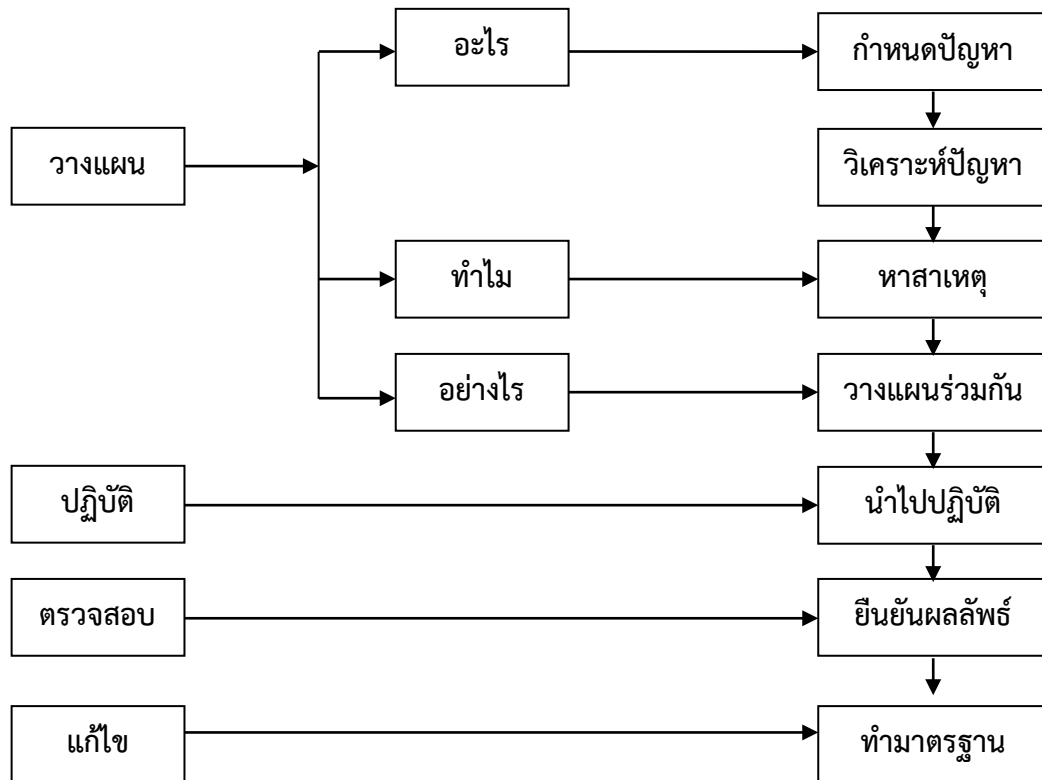 อะไร
กำหนดปัญหา
วางแผน
วิเคราะห์ปัญหา
ทำไม
หาสาเหตุ
อย่างไร
วางแผนร่วมกัน
ปฏิบัติ
นำไปปฏิบัติ
ตรวจสอบ
ยืนยันผลลัพธ์
แก้ไข
ทำมาตรฐาน